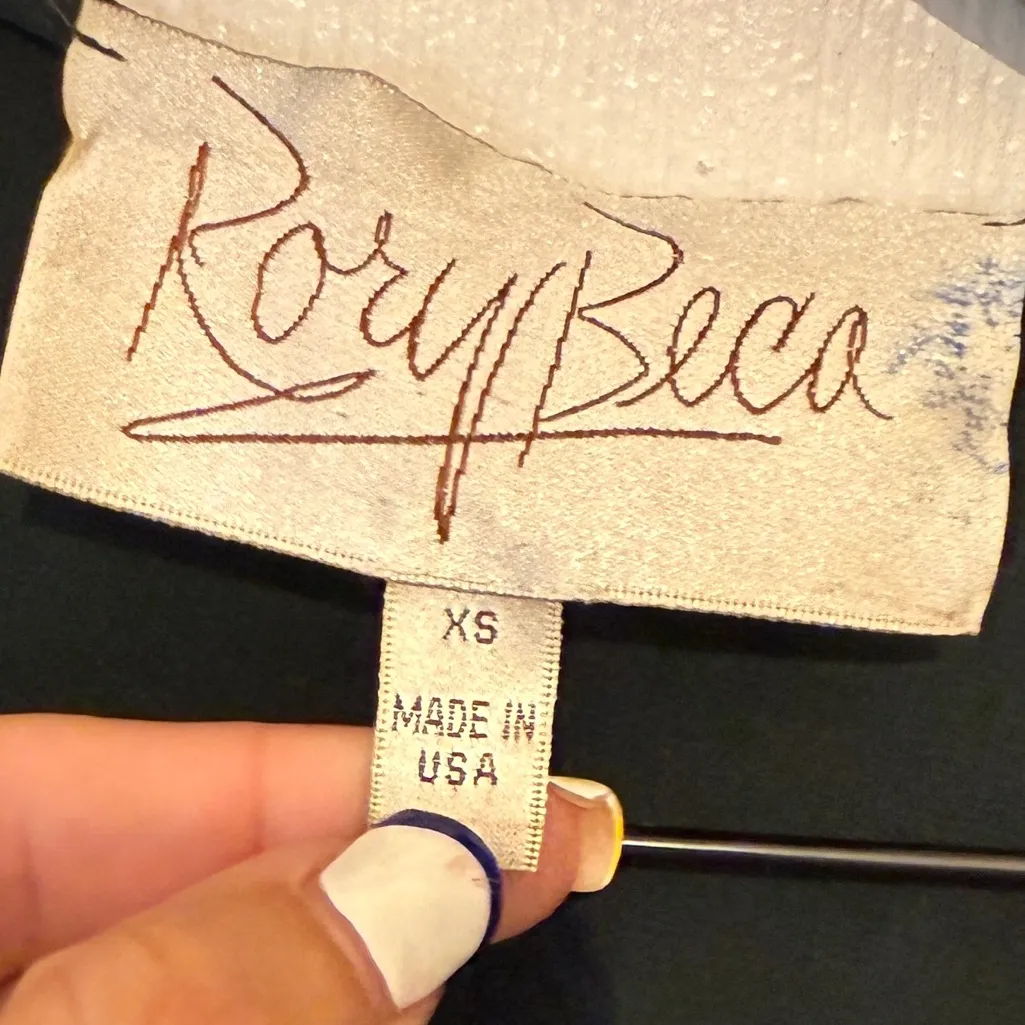 Rory Beca
XS
MADE IN
USA